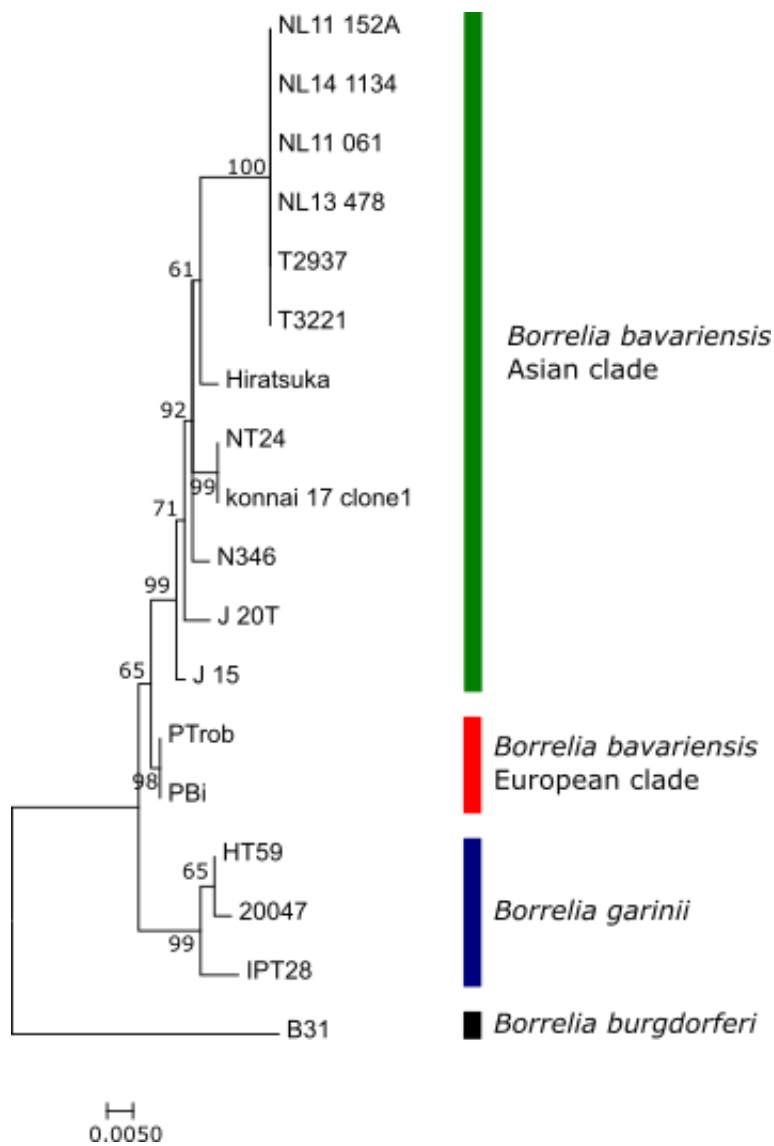 NL11 152A
NL14 1134
NL11 061
100
NL13 478
T2937
61
T3221
Borrelia bavariensis
Asian clade
Hiratsuka
92
NT24
99
konnai 17 clone1
71
N346
99
J 20T
65
J 15
PTrob
Borrelia bavariensis
European clade
98
PBi
HT59
65
20047
Borrelia garinii
99
IPT28
B31
Borrelia burgdorferi
0.0050